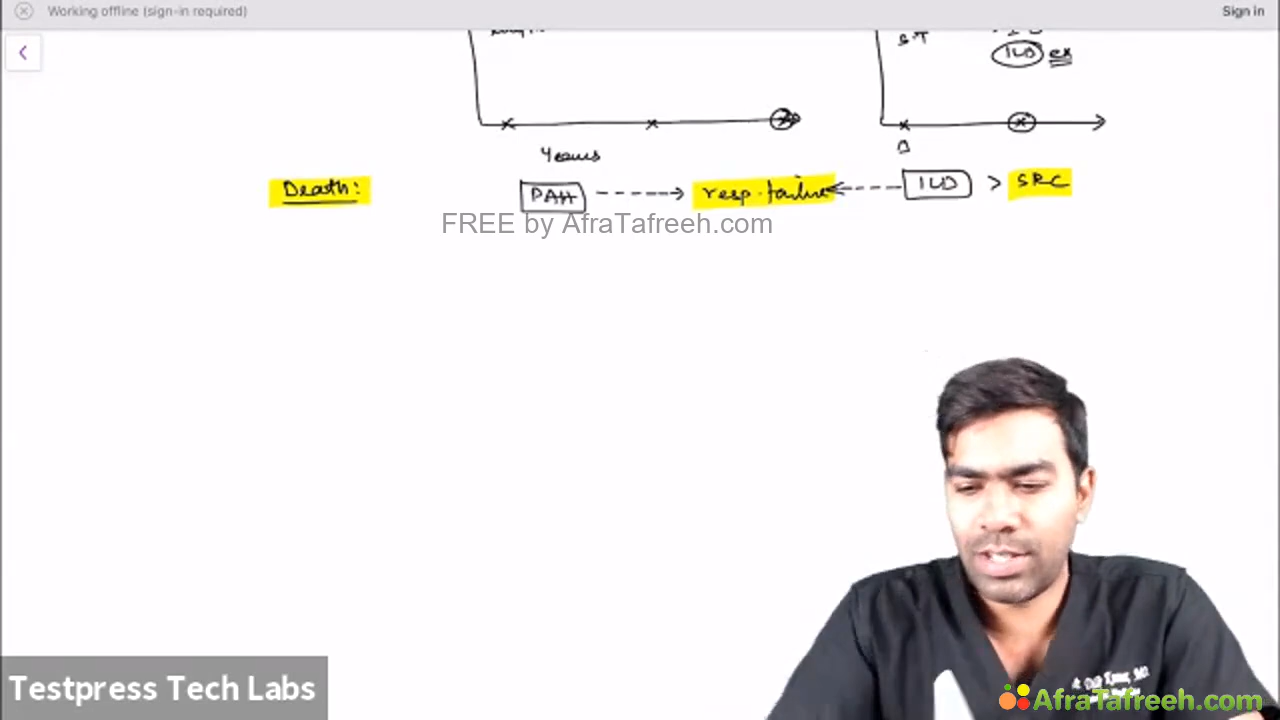 Working offline (sign-in required)
Sign in
S.T
ILD ex
Years
Death: PAH resp. failure ILD > SRC
FREE by AfraTafreeh.com
Testpress Tech Labs
AfraTafreeh.com